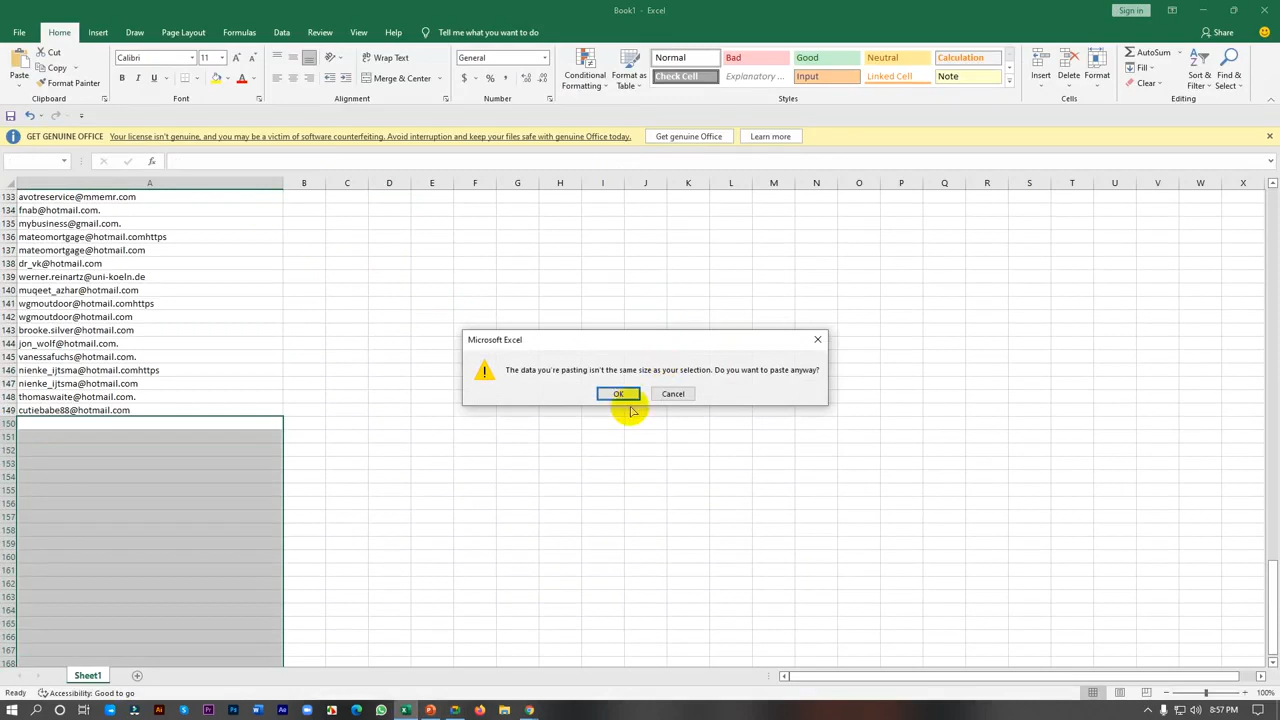 Book1 - Excel
Sign in
File Home Insert Draw Page Layout Formulas Data Review View Help Tell me what you want to do Share
Paste
Cut
Copy
Format Painter
Clipboard
Calibri 11
B I U
Font
Wrap Text
Merge & Center
Alignment
General
$ % ,
Number
Conditional Formatting
Format as Table
Normal Bad Good Neutral Calculation
Check Cell Explanatory ... Input Linked Cell Note
Styles
Insert Delete Format
Cells
AutoSum
Fill
Clear
Sort & Filter
Find & Select
Editing
GET GENUINE OFFICE Your license isn't genuine, and you may be a victim of software counterfeiting. Avoid interruption and keep your files safe with genuine Office today. Get genuine Office Learn more
fx
A B C D E F G H I J K L M N O P Q R S T U V W X
133 avotreservice@mmemr.com
134 fnab@hotmail.com.
135 mybusiness@gmail.com.
136 mateomortgage@hotmail.comhttps
137 mateomortgage@hotmail.com
138 dr_vk@hotmail.com
139 werner.reinartz@uni-koeln.de
140 muqeet_azhar@hotmail.com
141 wgmoutdoor@hotmail.comhttps
142 wgmoutdoor@hotmail.com
143 brooke.silver@hotmail.com
144 jon_wolf@hotmail.com.
145 vanessafuchs@hotmail.com.
146 nienke_ijtsma@hotmail.comhttps
147 nienke_ijtsma@hotmail.com
148 thomaswaite@hotmail.com.
149 cutiebabe88@hotmail.com
150
151
152
153
154
155
156
157
158
159
160
161
162
163
164
165
166
167
168
Microsoft Excel
The data you're pasting isn't the same size as your selection. Do you want to paste anyway?
OK Cancel
Sheet1
Ready Accessibility: Good to go 100%
8:57 PM